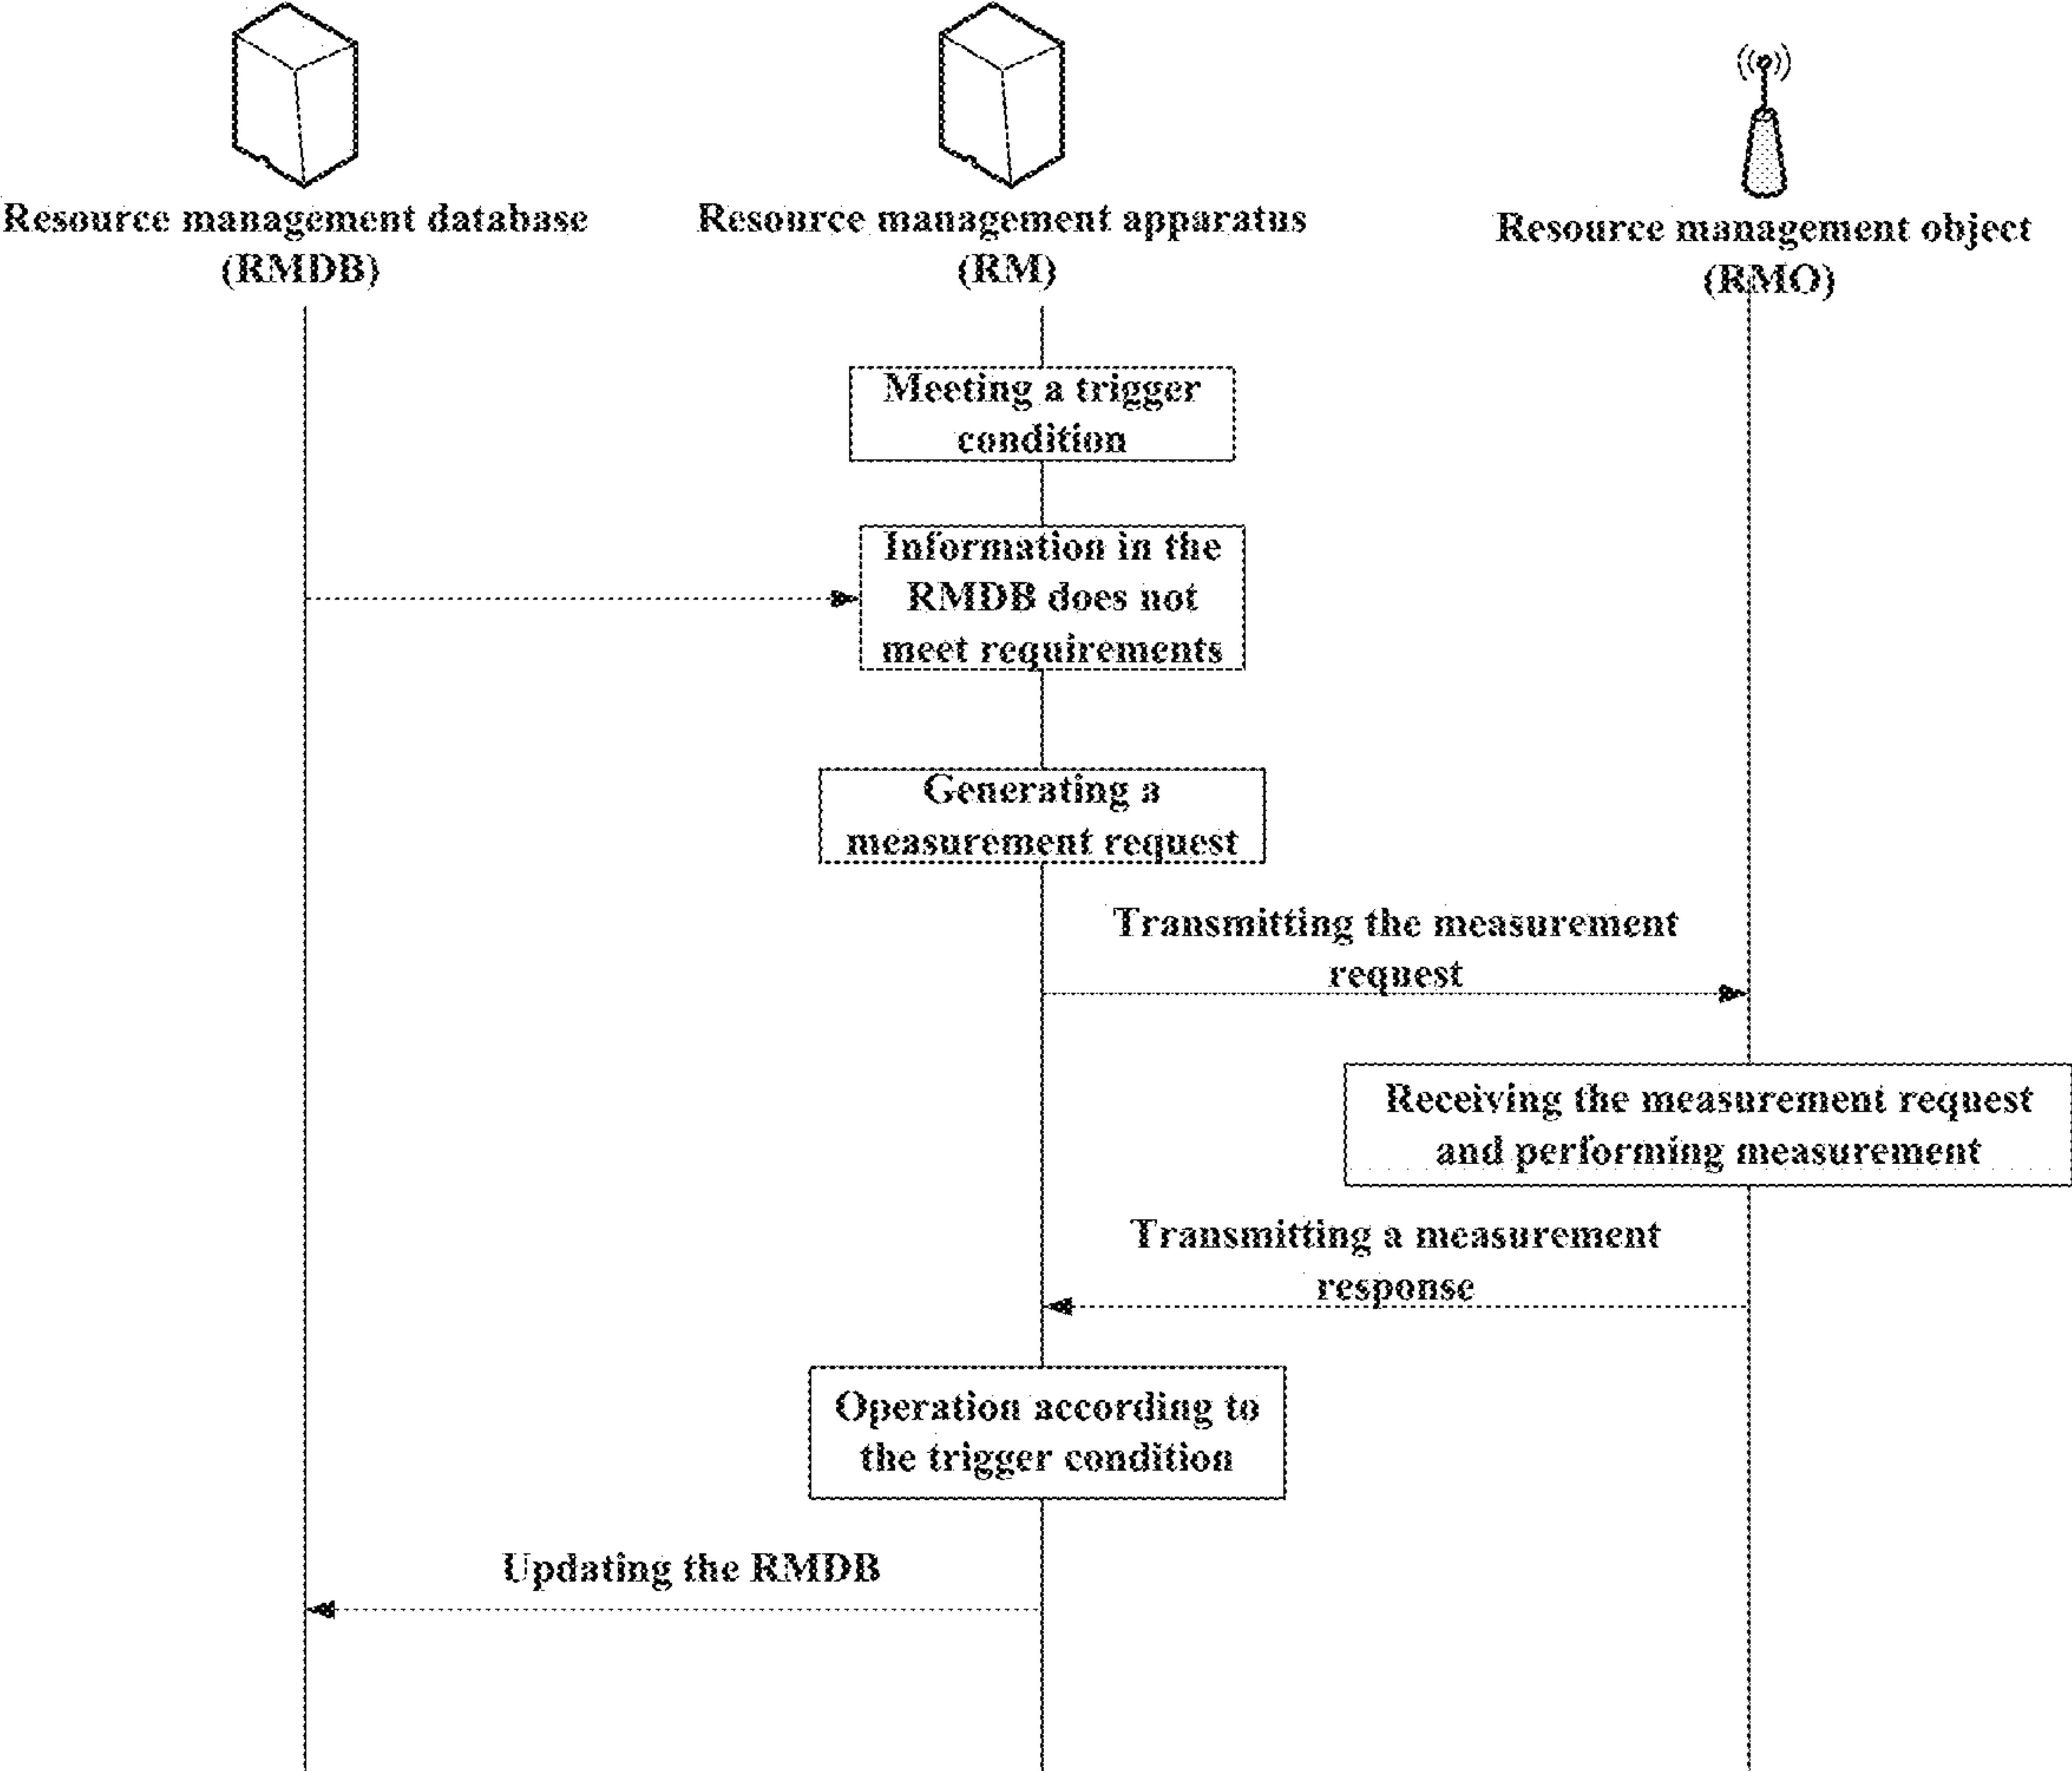 Resource management database
(RMDB)
Resource management apparatus
(RM)
Resource management object
(RMO)
Meeting a trigger
condition
Information in the
RMDB does not
meet requirements
Generating a
measurement request
Transmitting the measurement
request
Receiving the measurement request
and performing measurement
Transmitting a measurement
response
Operation according to
the trigger condition
Updating the RMDB